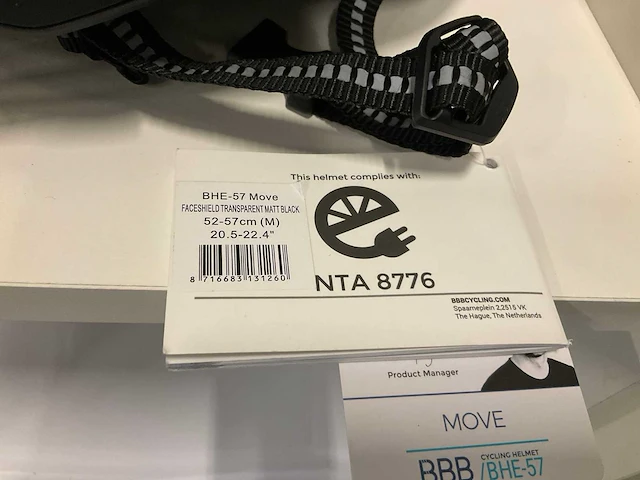 This helmet complies with:
BHE-57 Move
FACESHIELD TRANSPARENT MATT BLACK
52-57cm (M)
20.5-22.4"
8 716683 131260
NTA 8776
BBBCYCLING.COM
Spaarneplein 2, 2515 VK
The Hague, The Netherlands
Product Manager
MOVE
BBB
CYCLING HELMET
/BHE-57